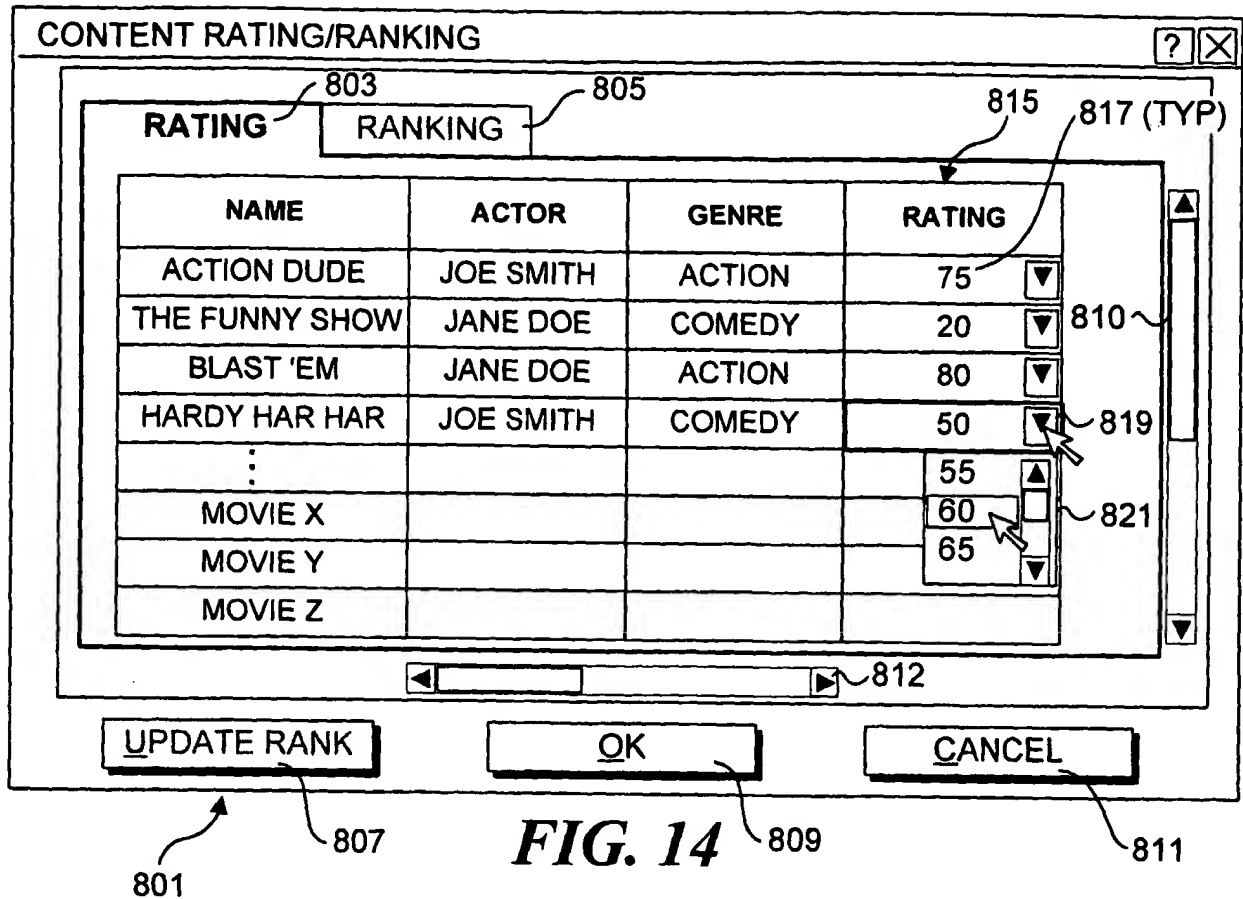 CONTENT RATING/RANKING ?
803 805
RATING RANKING 815 817 (TYP)
NAME ACTOR GENRE RATING
ACTION DUDE JOE SMITH ACTION 75
THE FUNNY SHOW JANE DOE COMEDY 20 810
BLAST 'EM JANE DOE ACTION 80
HARDY HAR HAR JOE SMITH COMEDY 50 819
55
MOVIE X 60 821
MOVIE Y 65
MOVIE Z
812
UPDATE RANK OK CANCEL
801 807 FIG. 14 809 811